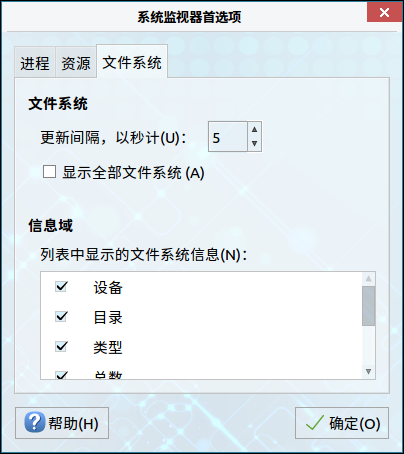 系统监视器首选项
进程 资源 文件系统
文件系统
更新间隔，以秒计(U)： 5
显示全部文件系统 (A)
信息域
列表中显示的文件系统信息(N)：
设备
目录
类型
总数
帮助(H) 确定(O)